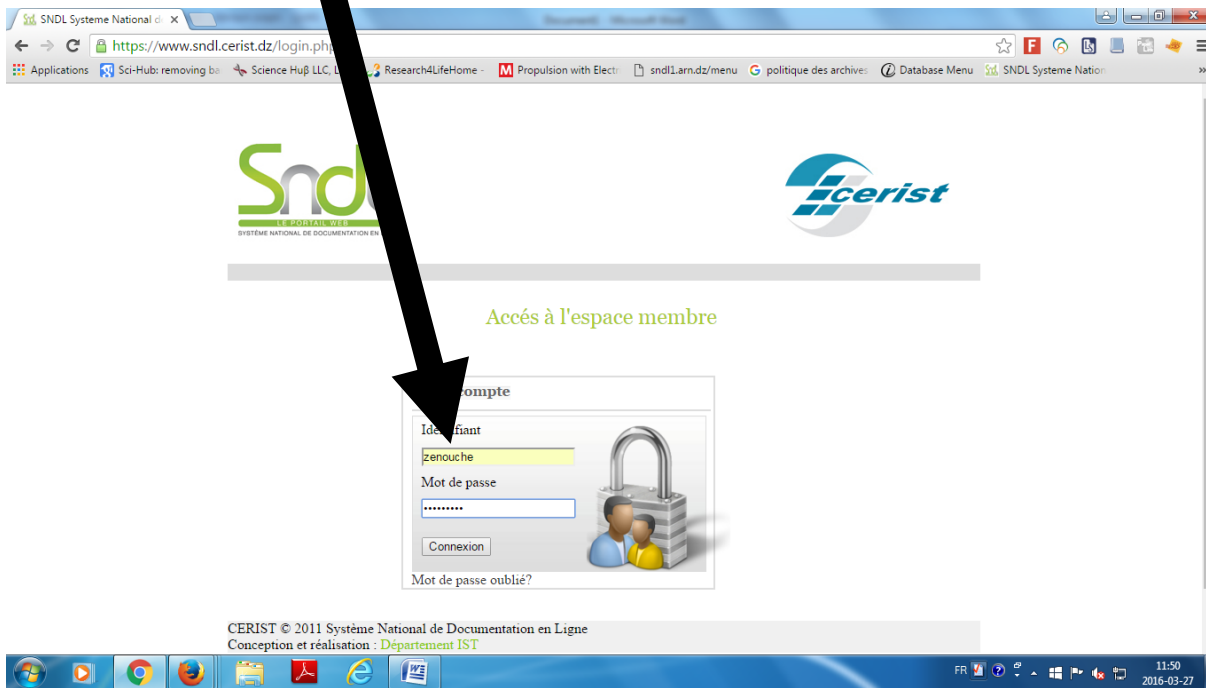 SNDL Systeme National d
https://www.sndl.cerist.dz/login.ph
Applications Sci-Hub: removing ba Science Huβ LLC, L Research4LifeHome - Propulsion with Electr sndl1.arn.dz/menu politique des archives Database Menu SNDL Systeme Nation »
Snd
LE PORTAIL WEB
SYSTÈME NATIONAL DE DOCUMENTATION EN
cerist
Accés à l'espace membre
compte
Identifiant
zenouche
Mot de passe
•••••••••
Connexion
Mot de passe oublié?
CERIST © 2011 Système National de Documentation en Ligne
Conception et réalisation : Département IST
FR 11:50
2016-03-27